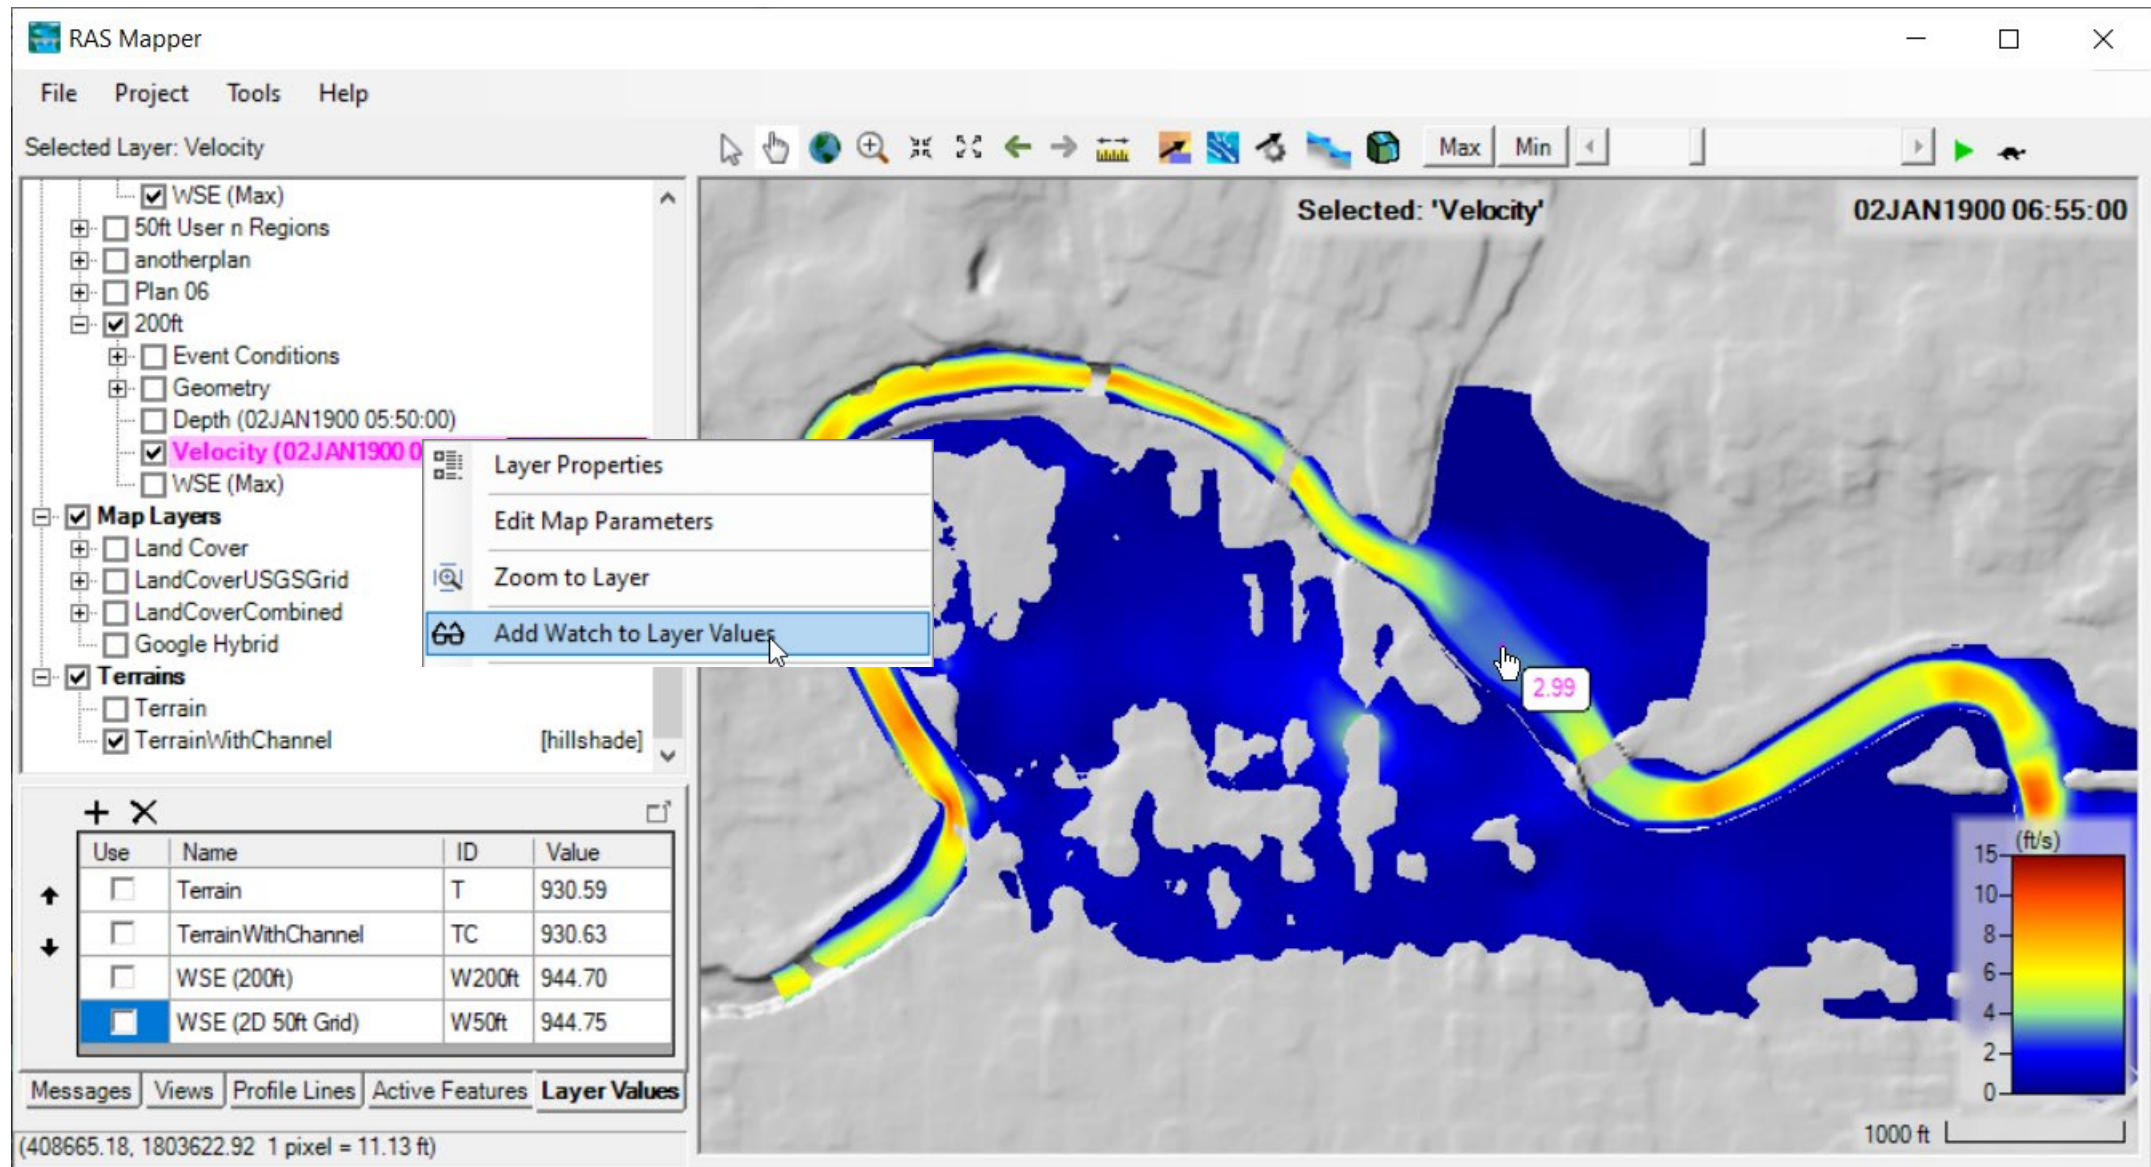 RAS Mapper
File Project Tools Help
Selected Layer: Velocity
Max Min
WSE (Max)
50ft User n Regions
anotherplan
Plan 06
200ft
Event Conditions
Geometry
Depth (02JAN1900 05:50:00)
Velocity (02JAN1900 0
WSE (Max)
Map Layers
Land Cover
LandCoverUSGSGrid
LandCoverCombined
Google Hybrid
Terrains
Terrain
TerrainWithChannel [hillshade]
Layer Properties
Edit Map Parameters
Zoom to Layer
Add Watch to Layer Values
Selected: 'Velocity'
02JAN1900 06:55:00
2.99
(ft/s)
15
10
8
6
4
2
0
1000 ft
Use Name ID Value
Terrain T 930.59
TerrainWithChannel TC 930.63
WSE (200ft) W200ft 944.70
WSE (2D 50ft Grid) W50ft 944.75
Messages Views Profile Lines Active Features Layer Values
(408665.18, 1803622.92 1 pixel = 11.13 ft)